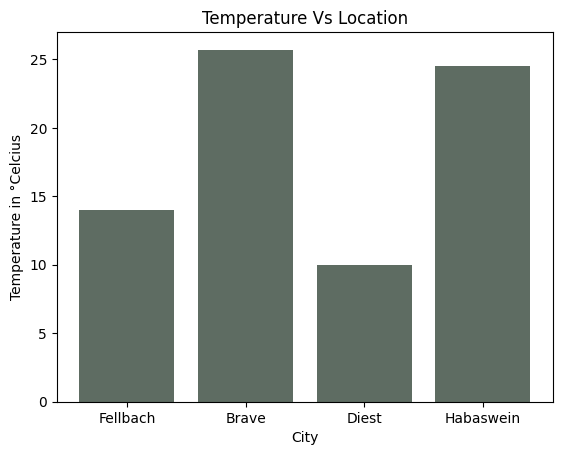 Temperature Vs Location
Temperature in °Celcius
25
20
15
10
5
0
Fellbach
Brave
Diest
Habaswein
City